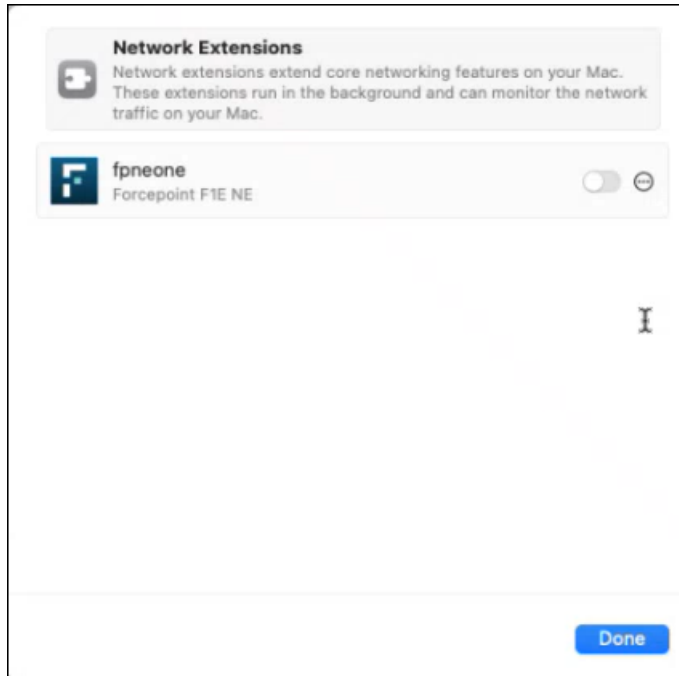 Network Extensions
Network extensions extend core networking features on your Mac.
These extensions run in the background and can monitor the network
traffic on your Mac.
fpneone
Forcepoint F1E NE
Done